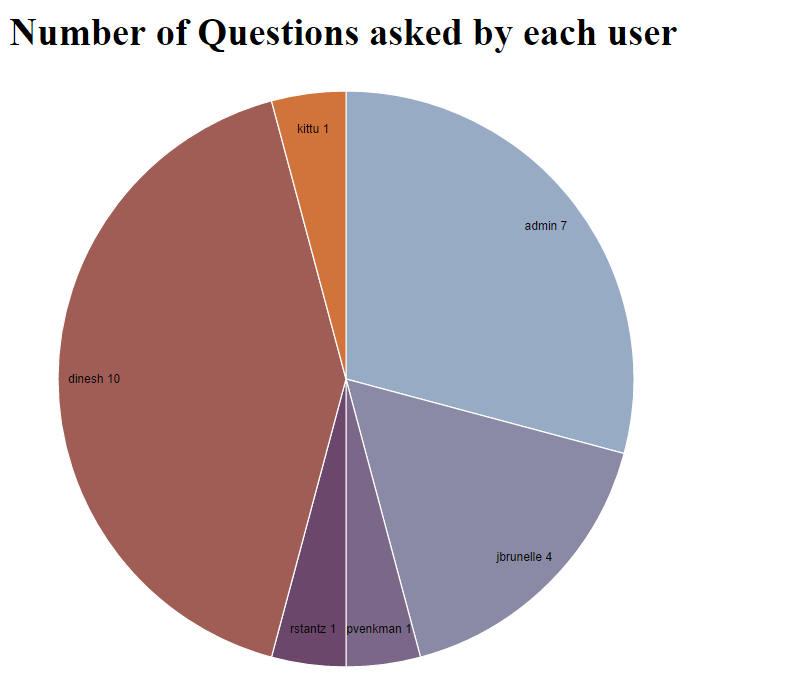 Number of Questions asked by each user
kittu 1
admin 7
dinesh 10
jbrunelle 4
rstantz 1
pvenkman 1